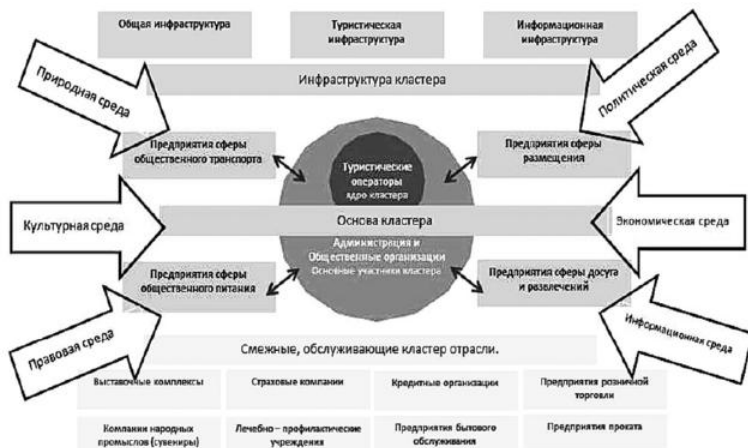 Общая инфраструктура
Туристическая
инфраструктура
Информационная
инфраструктура
Инфраструктура кластера
Природная среда
Политическая среда
Предприятия сферы
общественного транспорта
Предприятия сферы
размещения
Туристические
операторы
ядро кластера
Культурная среда
Основа кластера
Экономическая среда
Администрация и
Общественные организации
Основные участники кластера
Предприятия сферы
общественного питания
Предприятия сферы досуга
и развлечений
Правовая среда
Информационная среда
Смежные, обслуживающие кластер отрасли.
Выставочные комплексы
Страховые компании
Кредитные организации
Предприятия розничной
торговли
Компании народных
промыслов (сувениры)
Лечебно – профилактические
учреждения
Предприятия бытового
обслуживания
Предприятия проката